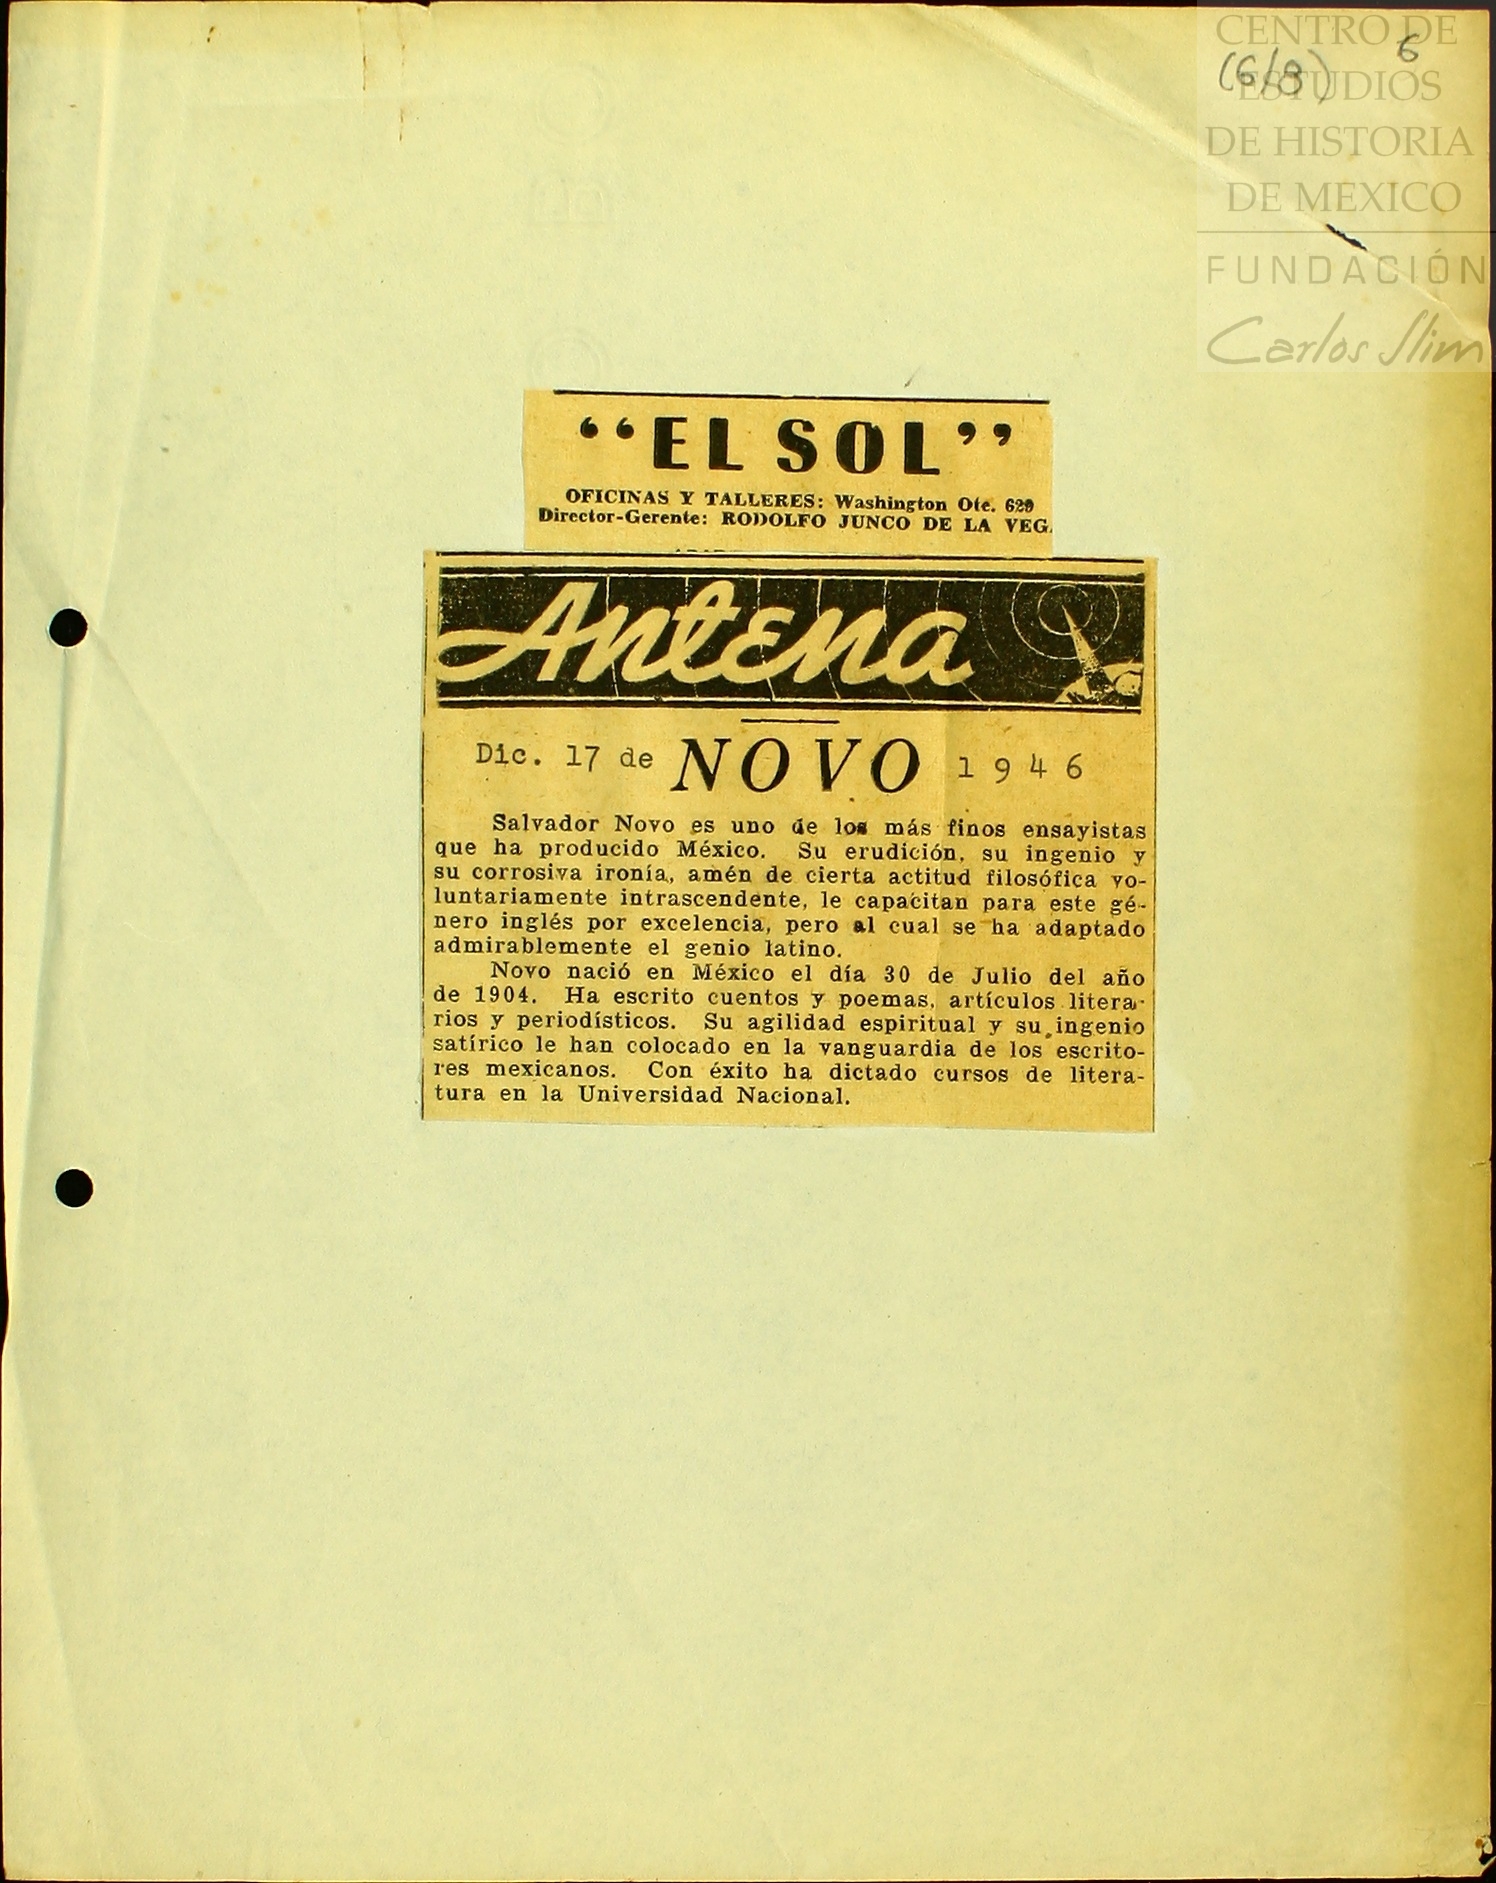 CENTRO DE
ESTUDIOS
DE HISTORIA
DE MEXICO
FUNDACIÓN
Carlos Slim
6
(6/8)
“EL SOL”
OFICINAS Y TALLERES: Washington Ote. 629
Director-Gerente: RODOLFO JUNCO DE LA VEG
Antena
Dic. 17 de NOVO 1946
Salvador Novo es uno de los más finos ensayistas
que ha producido México. Su erudición, su ingenio y
su corrosiva ironía, amén de cierta actitud filosófica vo-
luntariamente intrascendente, le capacitan para este gé-
nero inglés por excelencia, pero al cual se ha adaptado
admirablemente el genio latino.
Novo nació en México el día 30 de Julio del año
de 1904. Ha escrito cuentos y poemas, artículos litera-
rios y periodísticos. Su agilidad espiritual y su ingenio
satírico le han colocado en la vanguardia de los escrito-
res mexicanos. Con éxito ha dictado cursos de litera-
tura en la Universidad Nacional.